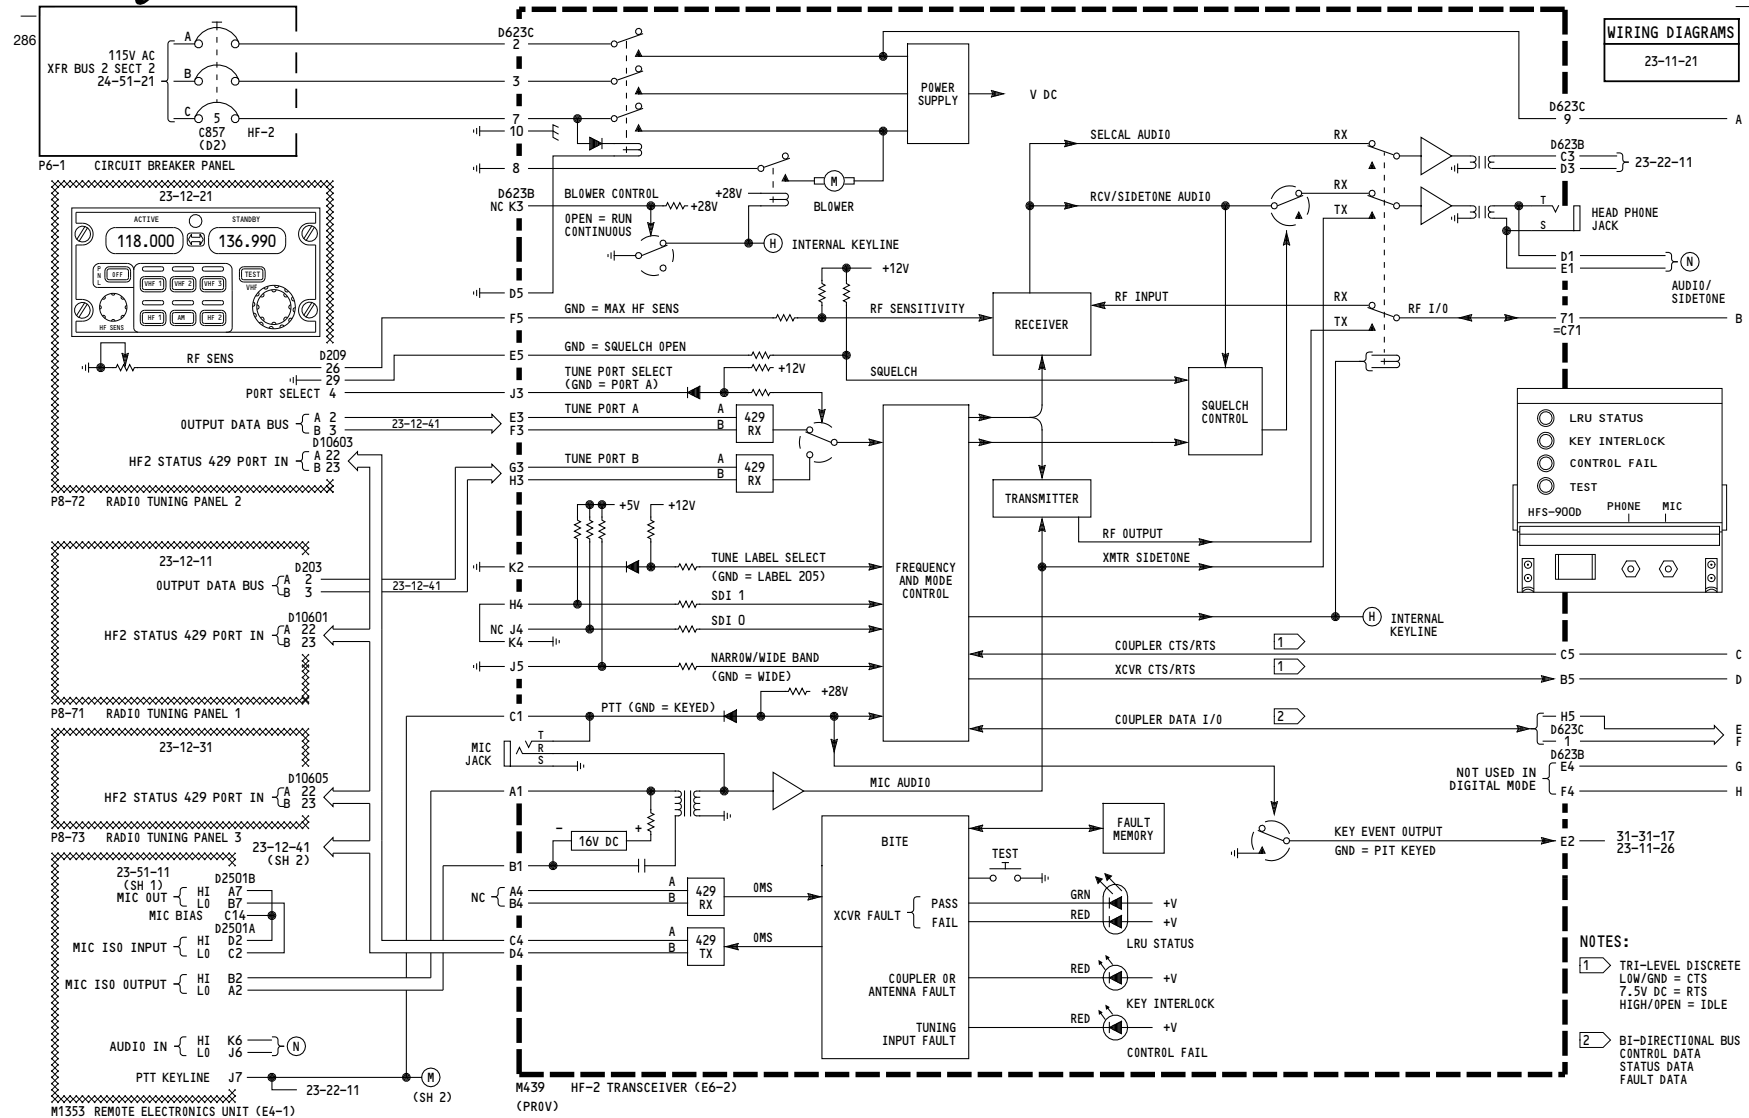 286
WIRING DIAGRAMS
23-11-21
115V AC
XFR BUS 2 SECT 2
24-51-21
A
B
C
5
C857
(D2)
HF-2
P6-1 CIRCUIT BREAKER PANEL
23-12-21
ACTIVE
STANDBY
118.000
136.990
P
N
L
OFF
VHF 1
VHF 2
VHF 3
TEST
VHF
HF 1
AM
HF 2
HF SENS
RF SENS
D209
26
29
PORT SELECT 4
OUTPUT DATA BUS
A 2
B 3
23-12-41
D10603
HF2 STATUS 429 PORT IN
A 22
B 23
P8-72 RADIO TUNING PANEL 2
23-12-11
D203
OUTPUT DATA BUS
A 2
B 3
23-12-41
D10601
HF2 STATUS 429 PORT IN
A 22
B 23
P8-71 RADIO TUNING PANEL 1
23-12-31
D10605
HF2 STATUS 429 PORT IN
A 22
B 23
P8-73 RADIO TUNING PANEL 3
23-12-41
(SH 2)
23-51-11
(SH 1)
D2501B
MIC OUT
HI A7
LO B7
MIC BIAS C14
D2501A
MIC ISO INPUT
HI D2
LO C2
MIC ISO OUTPUT
HI B2
LO A2
AUDIO IN
HI K6
LO J6
N
PTT KEYLINE J7
23-22-11
M
(SH 2)
M1353 REMOTE ELECTRONICS UNIT (E4-1)
D623C
2
3
7
10
8
D623B
NC K3
D5
F5
E5
J3
E3
F3
G3
H3
K2
H4
NC J4
K4
J5
C1
MIC
JACK
T
R
S
A1
B1
NC
A4
B4
C4
D4
POWER
SUPPLY
V DC
M
BLOWER
BLOWER CONTROL
+28V
+28V
OPEN = RUN
CONTINUOUS
H
INTERNAL KEYLINE
+12V
GND = MAX HF SENS
RF SENSITIVITY
GND = SQUELCH OPEN
TUNE PORT SELECT
(GND = PORT A)
+12V
SQUELCH
TUNE PORT A
A
B
429
RX
TUNE PORT B
A
B
429
RX
+5V
+12V
TUNE LABEL SELECT
(GND = LABEL 205)
SDI 1
SDI 0
NARROW/WIDE BAND
(GND = WIDE)
+28V
PTT (GND = KEYED)
MIC AUDIO
-
16V DC
+
A
B
429
RX
OMS
A
B
429
TX
OMS
RECEIVER
TRANSMITTER
FREQUENCY
AND MODE
CONTROL
SQUELCH
CONTROL
SELCAL AUDIO
RX
RCV/SIDETONE AUDIO
RX
TX
RF INPUT
RX
TX
RF I/O
RF OUTPUT
XMTR SIDETONE
H
INTERNAL
KEYLINE
COUPLER CTS/RTS
1
XCVR CTS/RTS
1
COUPLER DATA I/O
2
BITE
FAULT
MEMORY
TEST
XCVR FAULT
PASS
FAIL
GRN
RED
+V
+V
LRU STATUS
COUPLER OR
ANTENNA FAULT
RED
+V
KEY INTERLOCK
TUNING
INPUT FAULT
RED
+V
CONTROL FAIL
KEY EVENT OUTPUT
GND = PIT KEYED
E2
31-31-17
23-11-26
D623C
9
A
D623B
C3
D3
23-22-11
T
S
HEAD PHONE
JACK
D1
E1
N
AUDIO/
SIDETONE
71
=C71
B
LRU STATUS
KEY INTERLOCK
CONTROL FAIL
TEST
HFS-900D
PHONE
MIC
C5
C
B5
D
H5
D623C
1
E
F
D623B
NOT USED IN
DIGITAL MODE
E4
F4
G
H
NOTES:
1 TRI-LEVEL DISCRETE
LOW/GND = CTS
7.5V DC = RTS
HIGH/OPEN = IDLE
2 BI-DIRECTIONAL BUS
CONTROL DATA
STATUS DATA
FAULT DATA
M439 HF-2 TRANSCEIVER (E6-2)
(PROV)